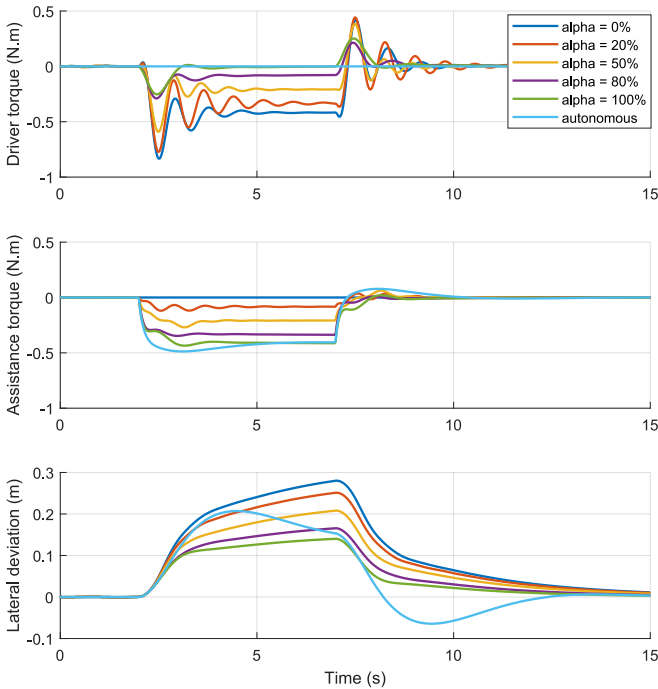 Driver torque (N.m)
0.5
0
-0.5
-1
0
5
10
15
alpha = 0%
alpha = 20%
alpha = 50%
alpha = 80%
alpha = 100%
autonomous
Assistance torque (N.m)
0.5
0
-0.5
-1
0
5
10
15
Lateral deviation (m)
0.3
0.2
0.1
0
-0.1
0
5
10
15
Time (s)